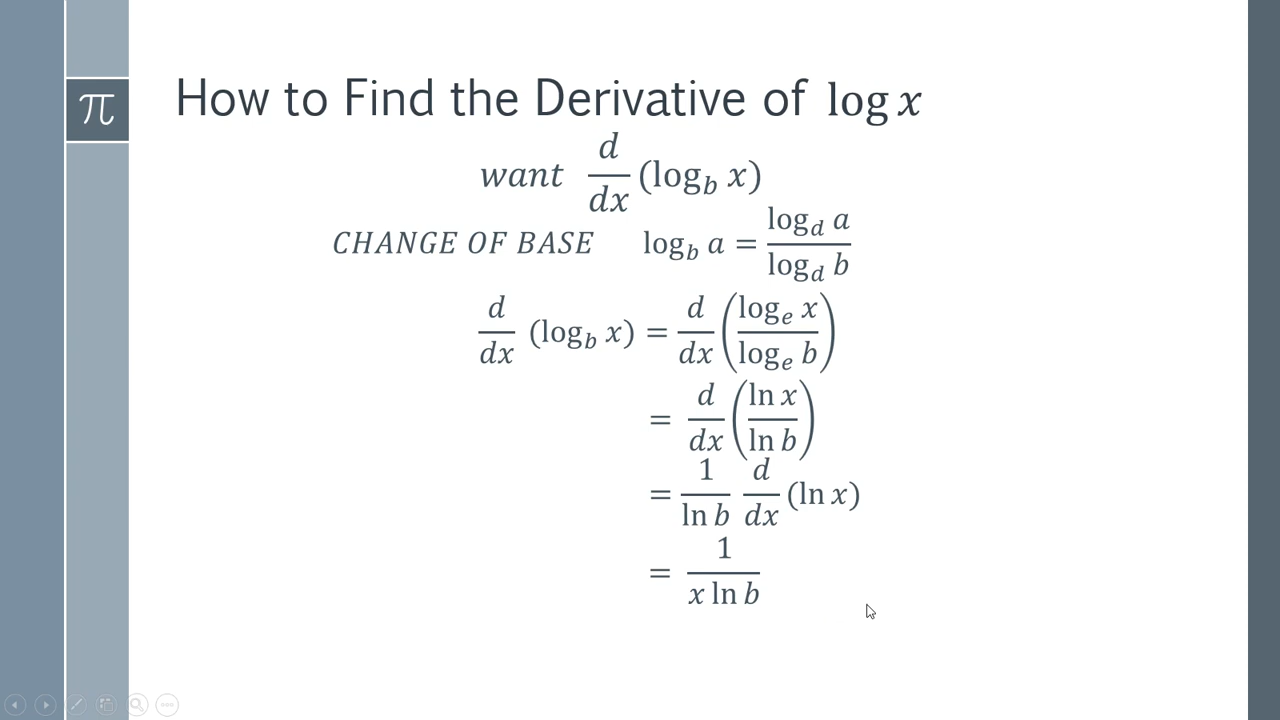 π
How to Find the Derivative of log x
want d/dx (log_b x)
CHANGE OF BASE log_b a = log_d a / log_d b
d/dx (log_b x) = d/dx (log_e x / log_e b)
= d/dx (ln x / ln b)
= 1/ln b d/dx (ln x)
= 1 / x ln b